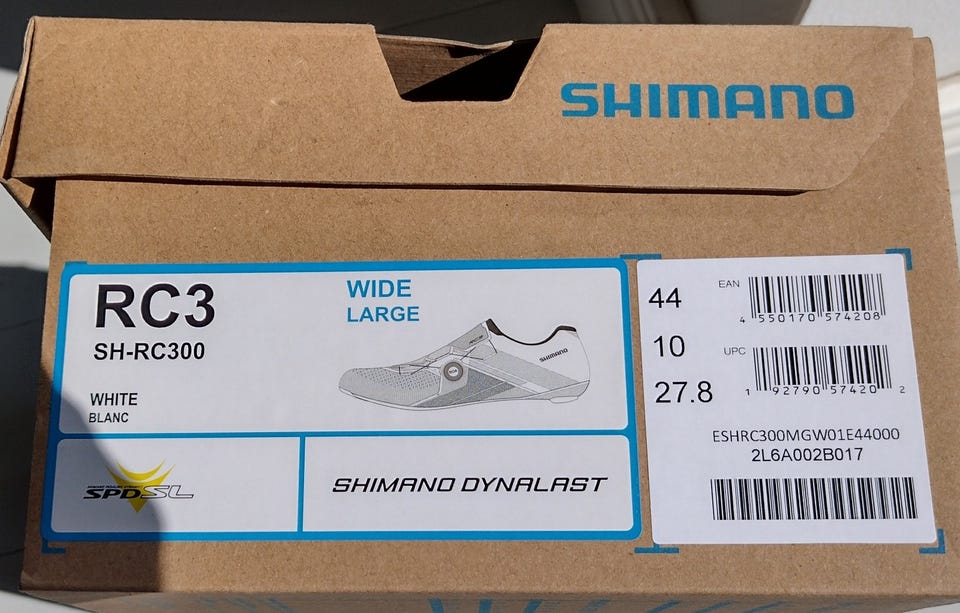 SHIMANO
RC3
SH-RC300
WIDE
LARGE
SHIMANO
WHITE
BLANC
SPD-SL
SHIMANO DYNALAST
44
10
27.8
EAN
4 550170 574208
UPC
1 92790 57420 2
ESHRC300MGW01E44000
2L6A002B017